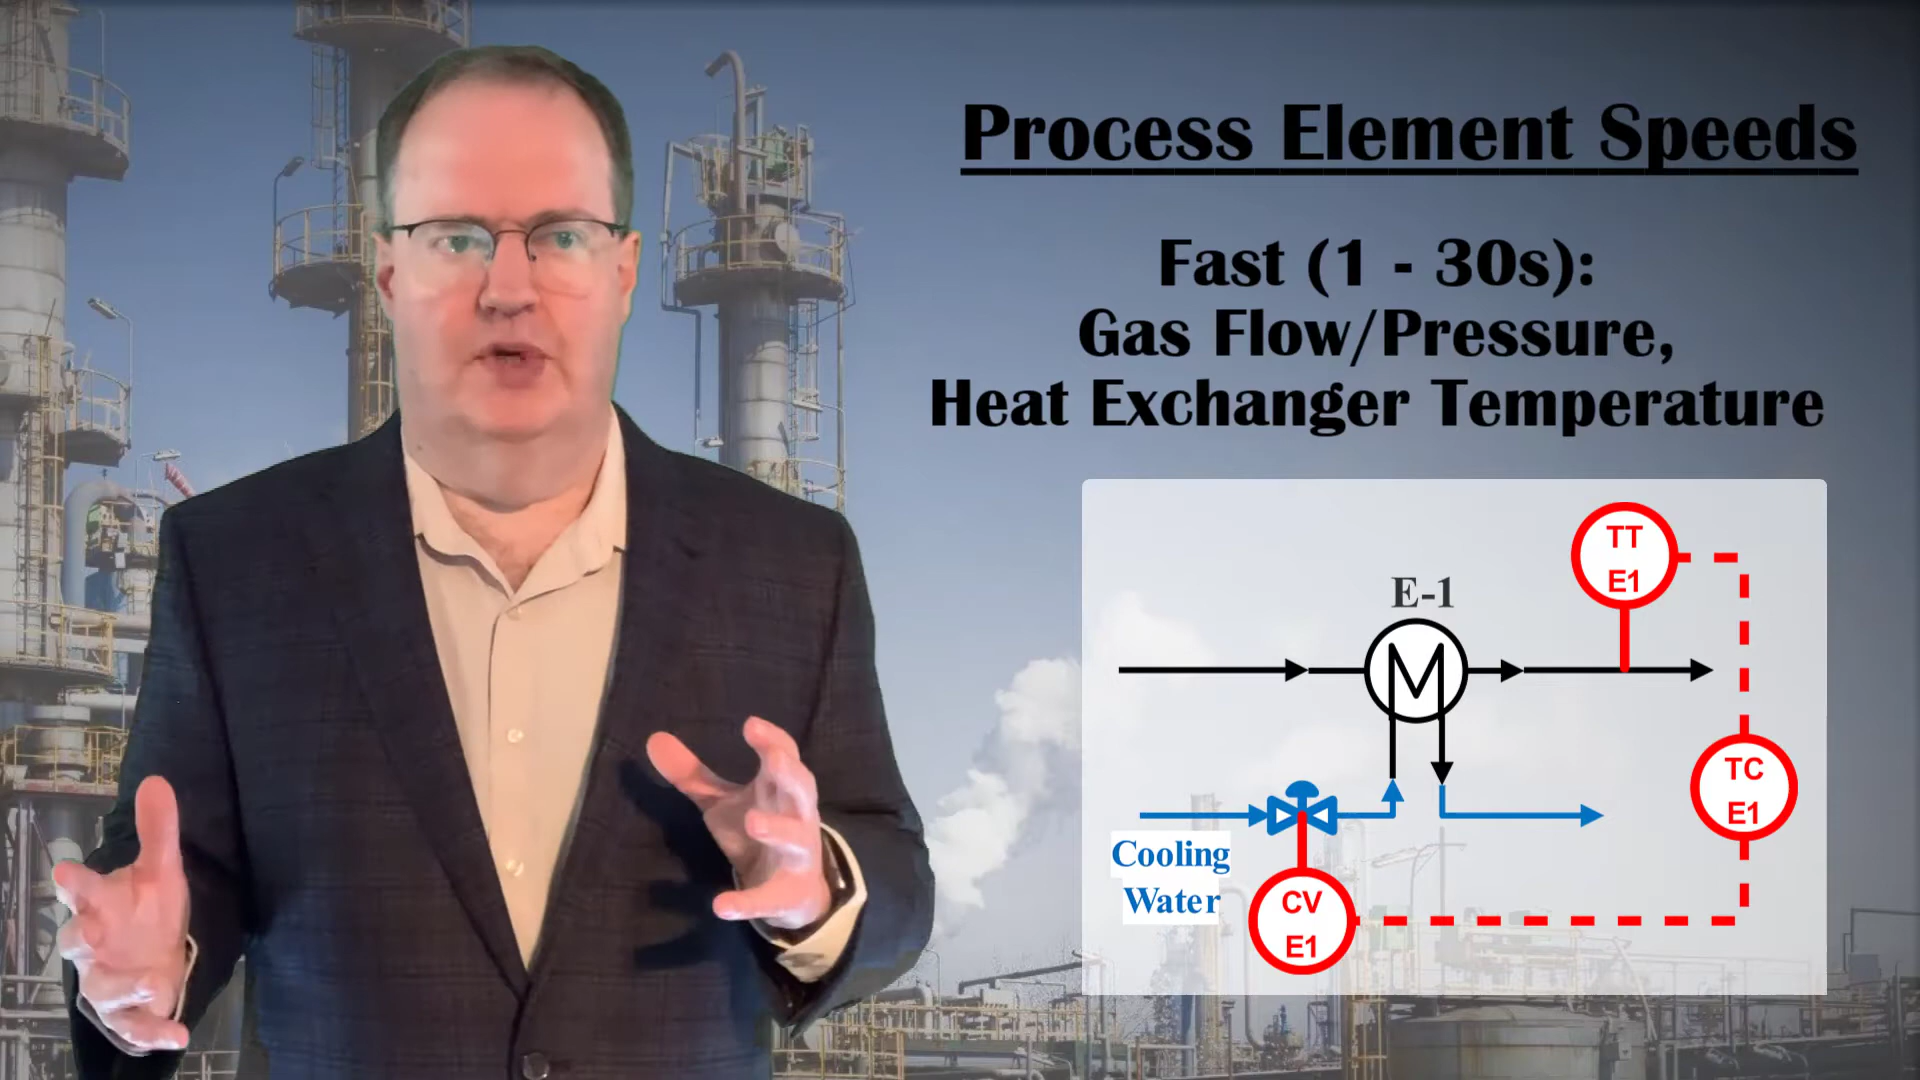 Process Element Speeds
Fast (1 - 30s):
Gas Flow/Pressure,
Heat Exchanger Temperature
TT
E1
E-1
TC
E1
Cooling
Water
CV
E1